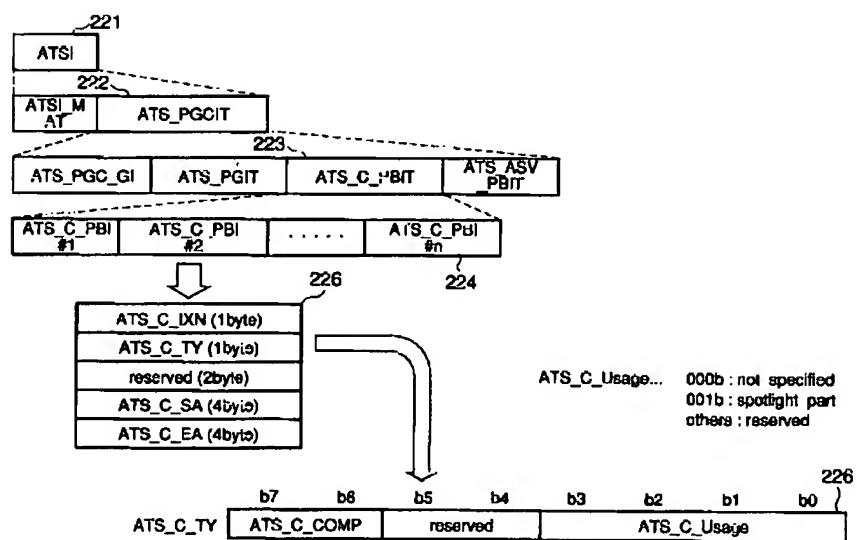 221
ATSI
222
ATSI_M
AT
ATS_PGCIT
223
ATS_PGC_GI ATS_PGIT ATS_C_PBIT ATS_ASV
_PBIT
ATS_C_PBI
#1
ATS_C_PBI
#2
.....
ATS_C_PBI
#n
224
226
ATS_C_IXN (1byte)
ATS_C_TY (1byte)
reserved (2byte)
ATS_C_SA (4byte)
ATS_C_EA (4byte)
ATS_C_Usage... 000b : not specified
001b : spotlight part
others : reserved
226
b7 b6 b5 b4 b3 b2 b1 b0
ATS_C_TY ATS_C_COMP reserved ATS_C_Usage